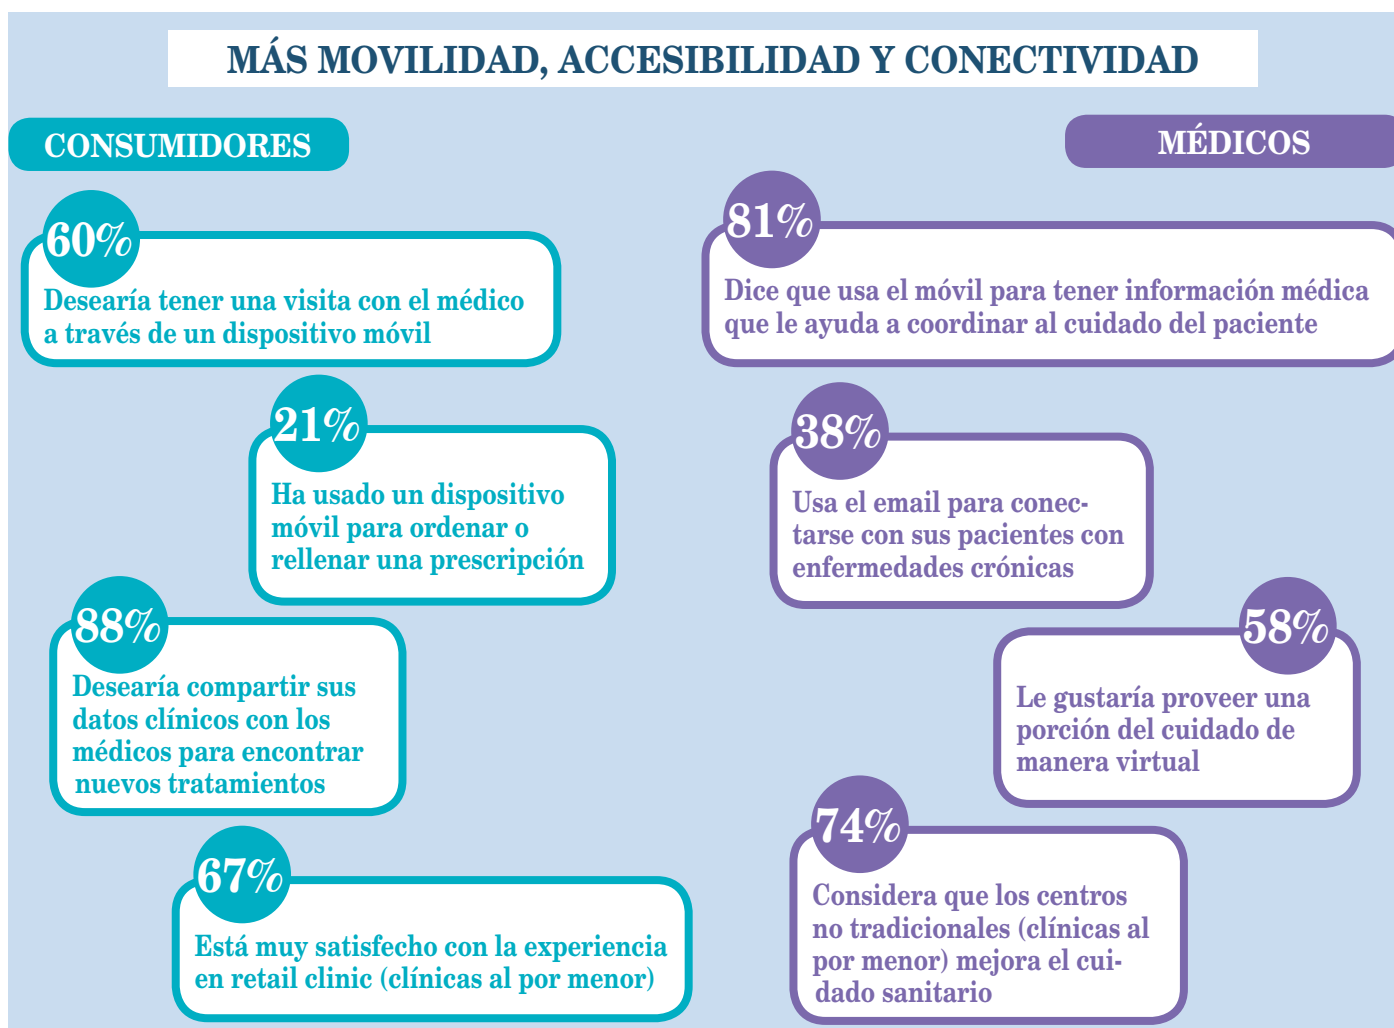 MÁS MOVILIDAD, ACCESIBILIDAD Y CONECTIVIDAD
CONSUMIDORES
60%
Desearía tener una visita con el médico
a través de un dispositivo móvil
21%
Ha usado un dispositivo
móvil para ordenar o
rellenar una prescripción
88%
Desearía compartir sus
datos clínicos con los
médicos para encontrar
nuevos tratamientos
67%
Está muy satisfecho con la experiencia
en retail clinic (clínicas al por menor)
MÉDICOS
81%
Dice que usa el móvil para tener información médica
que le ayuda a coordinar al cuidado del paciente
38%
Usa el email para conec-
tarse con sus pacientes con
enfermedades crónicas
58%
Le gustaría proveer una
porción del cuidado de
manera virtual
74%
Considera que los centros
no tradicionales (clínicas al
por menor) mejora el cui-
dado sanitario